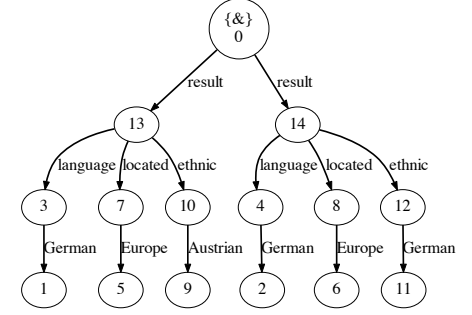 {&}
0
result result
13 14
language located ethnic language located ethnic
3 7 10 4 8 12
German Europe Austrian German Europe German
1 5 9 2 6 11